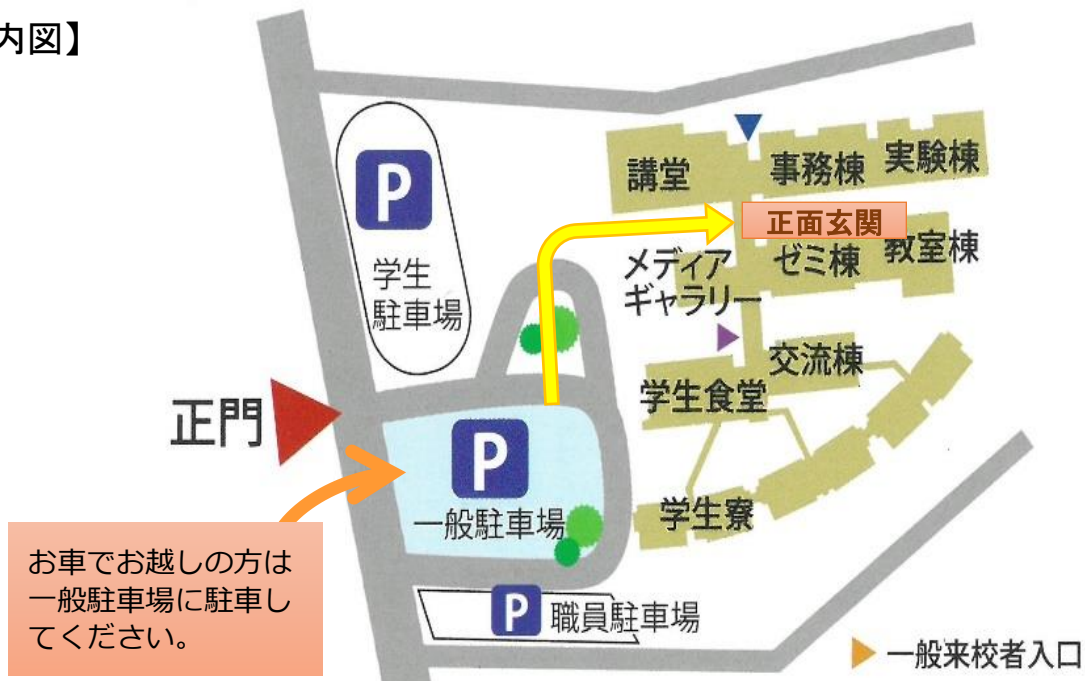 内図】
講堂
事務棟
実験棟
P
正面玄関
学生
駐車場
メディア
ギャラリー
ゼミ棟
教室棟
交流棟
学生食堂
正門
P
一般駐車場
学生寮
お車でお越しの方は
一般駐車場に駐車し
てください。
P 職員駐車場
一般来校者入口